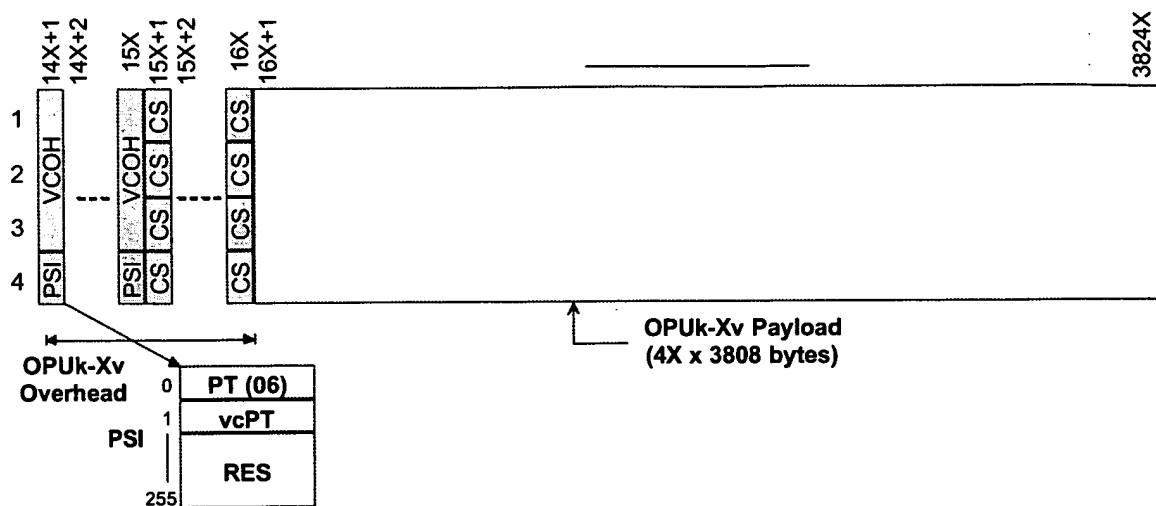 14X+1
14X+2
15X
15X+1
15X+2
16X
16X+1
3824X
1
2
3
4
VCOH
PSI
VCOH
PSI
CS
CS
CS
CS
CS
CS
CS
CS
OPUk-Xv Payload
(4X x 3808 bytes)
OPUk-Xv
Overhead
0
PT (06)
1
vcPT
PSI
RES
255